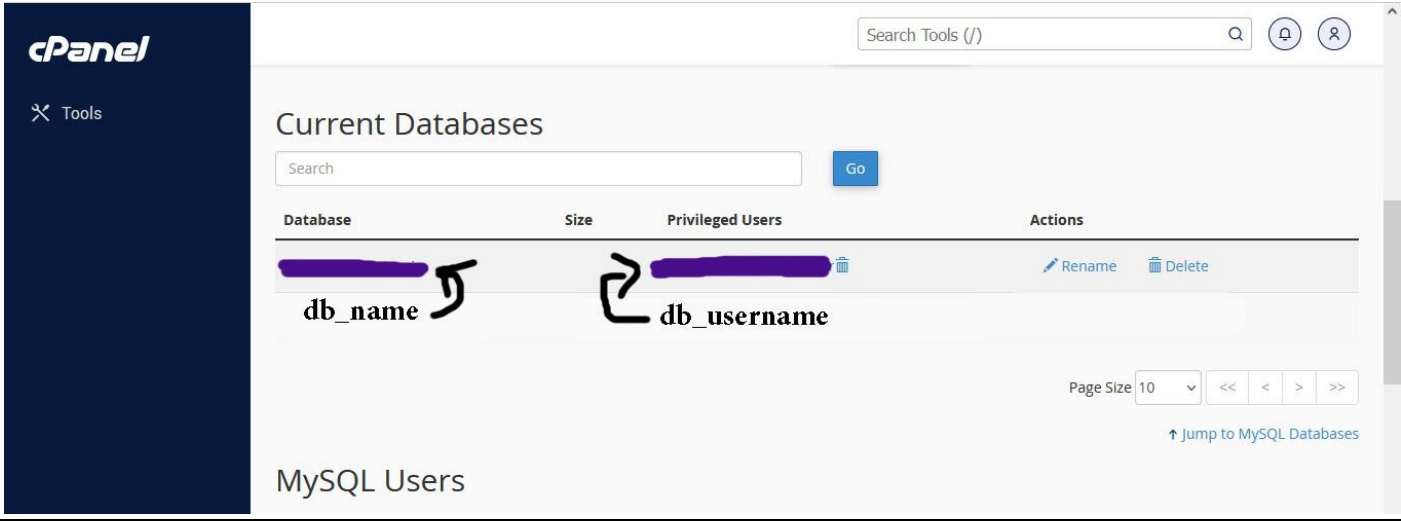 cPanel
Search Tools (/)
Tools
Current Databases
Search
Go
Database Size Privileged Users Actions
Rename Delete
db_name db_username
Page Size 10 << < > >>
Jump to MySQL Databases
MySQL Users